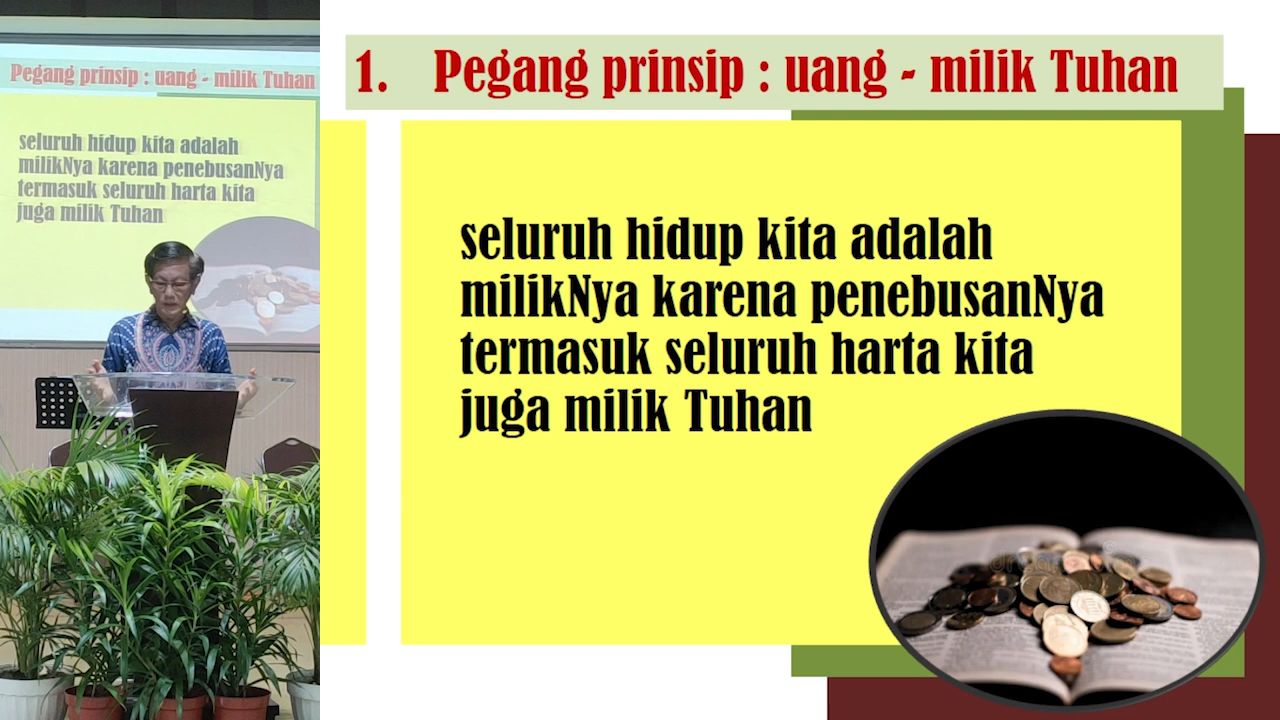 Pegang prinsip : uang - milik Tuhan
seluruh hidup kita adalah
milikNya karena penebusanNya
termasuk seluruh harta kita
juga milik Tuhan
1. Pegang prinsip : uang - milik Tuhan
seluruh hidup kita adalah
milikNya karena penebusanNya
termasuk seluruh harta kita
juga milik Tuhan